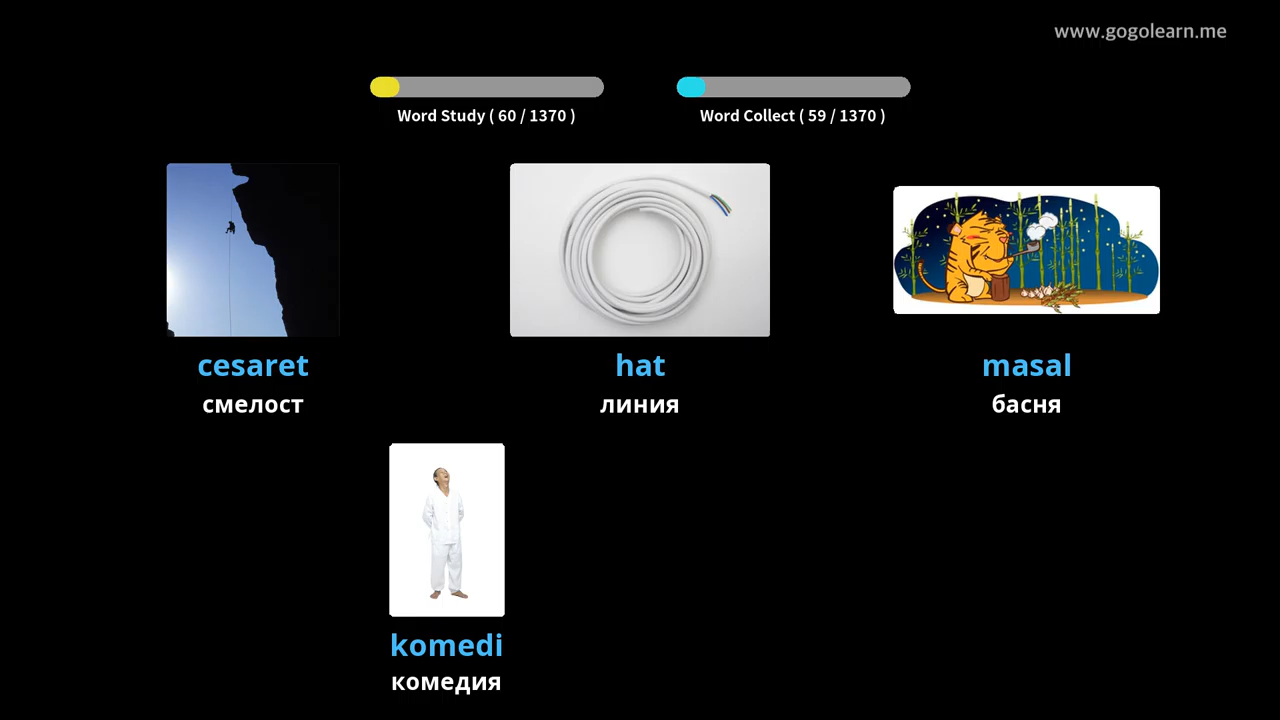 www.gogolearn.me
Word Study ( 60 / 1370 )
Word Collect ( 59 / 1370 )
cesaret
смелост
hat
линия
masal
басня
komedi
комедия